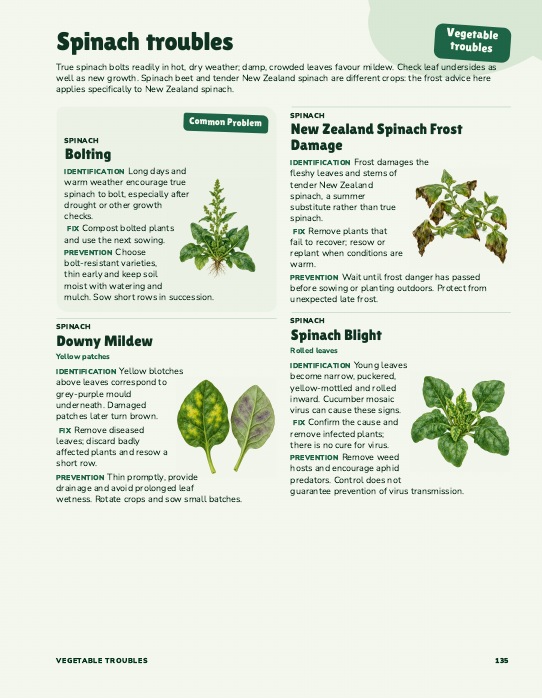 Spinach troubles
Vegetable
troubles
True spinach bolts readily in hot, dry weather; damp, crowded leaves favour mildew. Check leaf undersides as
well as new growth. Spinach beet and tender New Zealand spinach are different crops: the frost advice here
applies specifically to New Zealand spinach.
Common Problem
SPINACH
Bolting
IDENTIFICATION Long days and
warm weather encourage true
spinach to bolt, especially after
drought or other growth
checks.
FIX Compost bolted plants
and use the next sowing.
PREVENTION Choose
bolt-resistant varieties,
thin early and keep soil
moist with watering and
mulch. Sow short rows in succession.
SPINACH
Downy Mildew
Yellow patches
IDENTIFICATION Yellow blotches
above leaves correspond to
grey-purple mould
underneath. Damaged
patches later turn brown.
FIX Remove diseased
leaves; discard badly
affected plants and resow a
short row.
PREVENTION Thin promptly, provide
drainage and avoid prolonged leaf
wetness. Rotate crops and sow small batches.
SPINACH
New Zealand Spinach Frost
Damage
IDENTIFICATION Frost damages the
fleshy leaves and stems of
tender New Zealand
spinach, a summer
substitute rather than true
spinach.
FIX Remove plants that
fail to recover; resow or
replant when conditions are
warm.
PREVENTION Wait until frost danger has passed
before sowing or planting outdoors. Protect from
unexpected late frost.
SPINACH
Spinach Blight
Rolled leaves
IDENTIFICATION Young leaves
become narrow, puckered,
yellow-mottled and rolled
inward. Cucumber mosaic
virus can cause these signs.
FIX Confirm the cause and
remove infected plants;
there is no cure for virus.
PREVENTION Remove weed
hosts and encourage aphid
predators. Control does not
guarantee prevention of virus transmission.
VEGETABLE TROUBLES
135